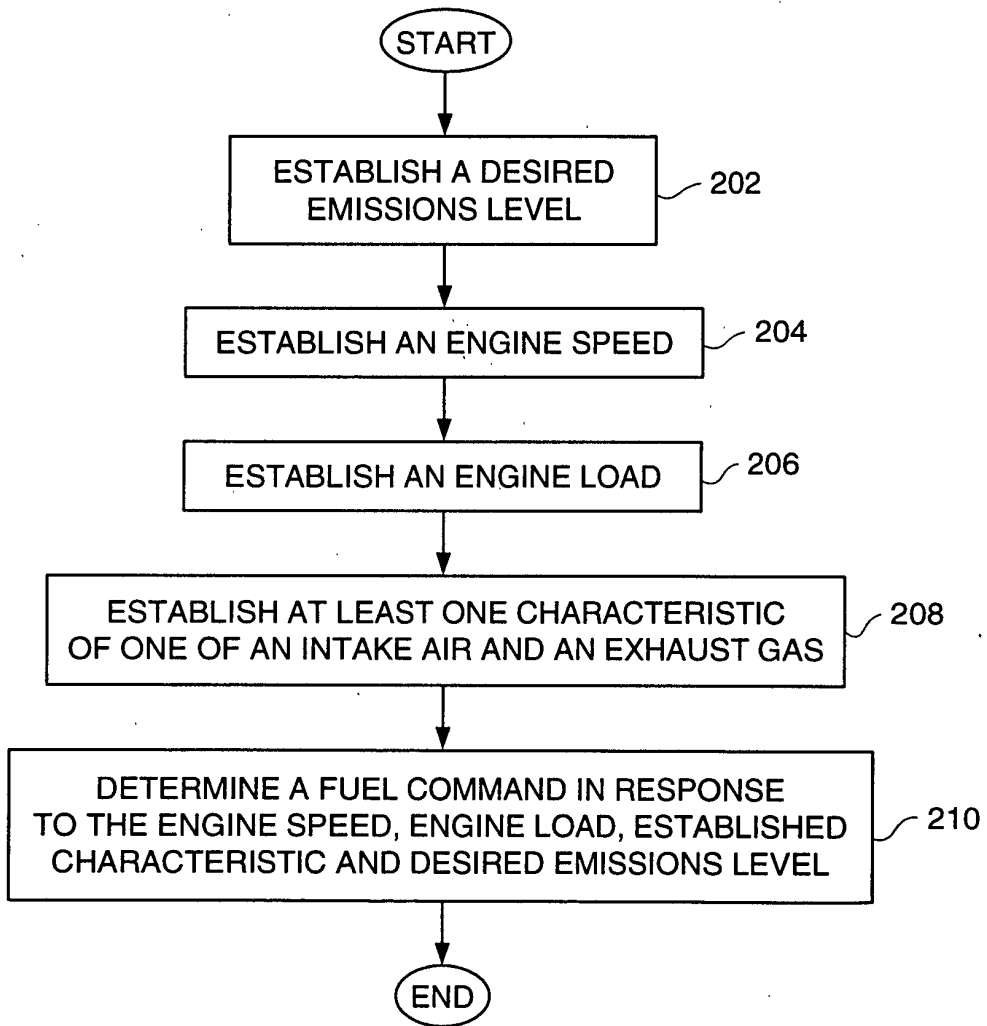 START
ESTABLISH A DESIRED
EMISSIONS LEVEL
202
ESTABLISH AN ENGINE SPEED
204
ESTABLISH AN ENGINE LOAD
206
ESTABLISH AT LEAST ONE CHARACTERISTIC
OF ONE OF AN INTAKE AIR AND AN EXHAUST GAS
208
DETERMINE A FUEL COMMAND IN RESPONSE
TO THE ENGINE SPEED, ENGINE LOAD, ESTABLISHED
CHARACTERISTIC AND DESIRED EMISSIONS LEVEL
210
END